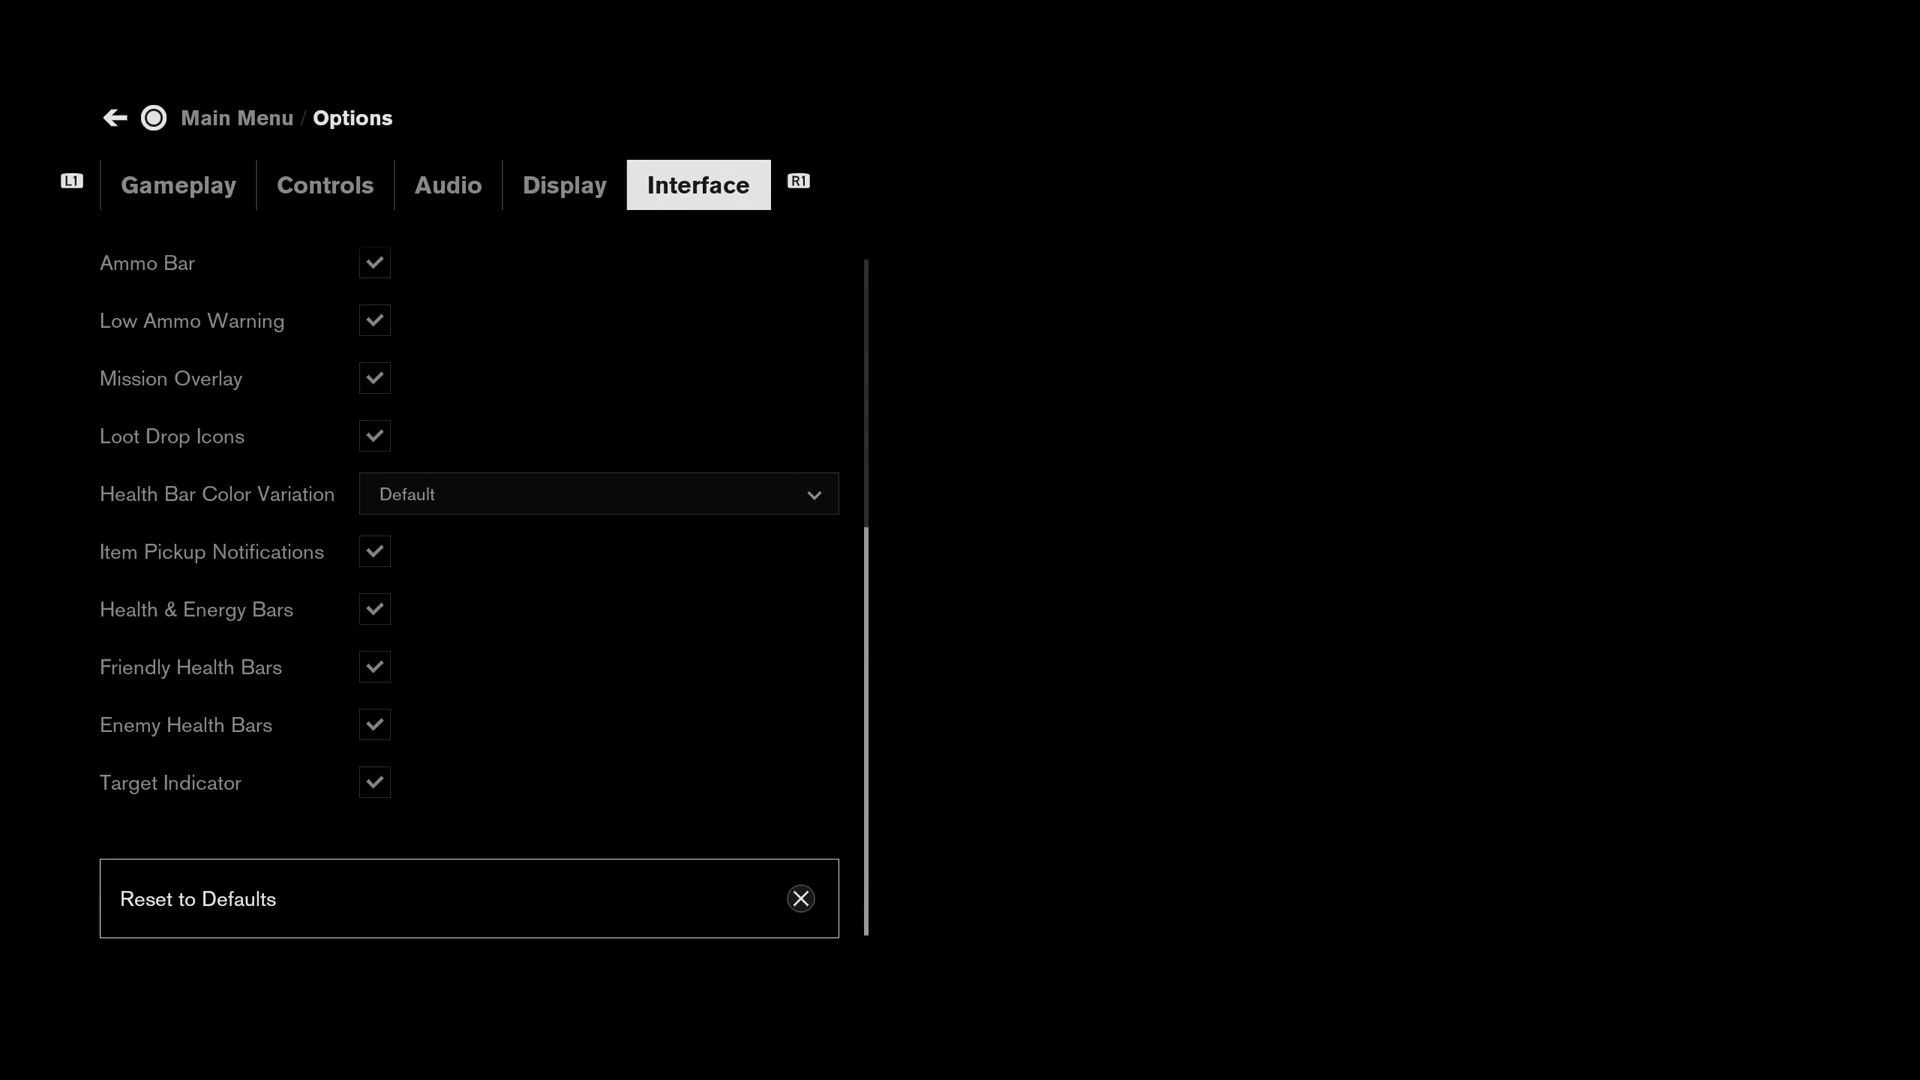 Main Menu / Options
L1 Gameplay Controls Audio Display Interface R1
Ammo Bar
Low Ammo Warning
Mission Overlay
Loot Drop Icons
Health Bar Color Variation Default
Item Pickup Notifications
Health & Energy Bars
Friendly Health Bars
Enemy Health Bars
Target Indicator
Reset to Defaults